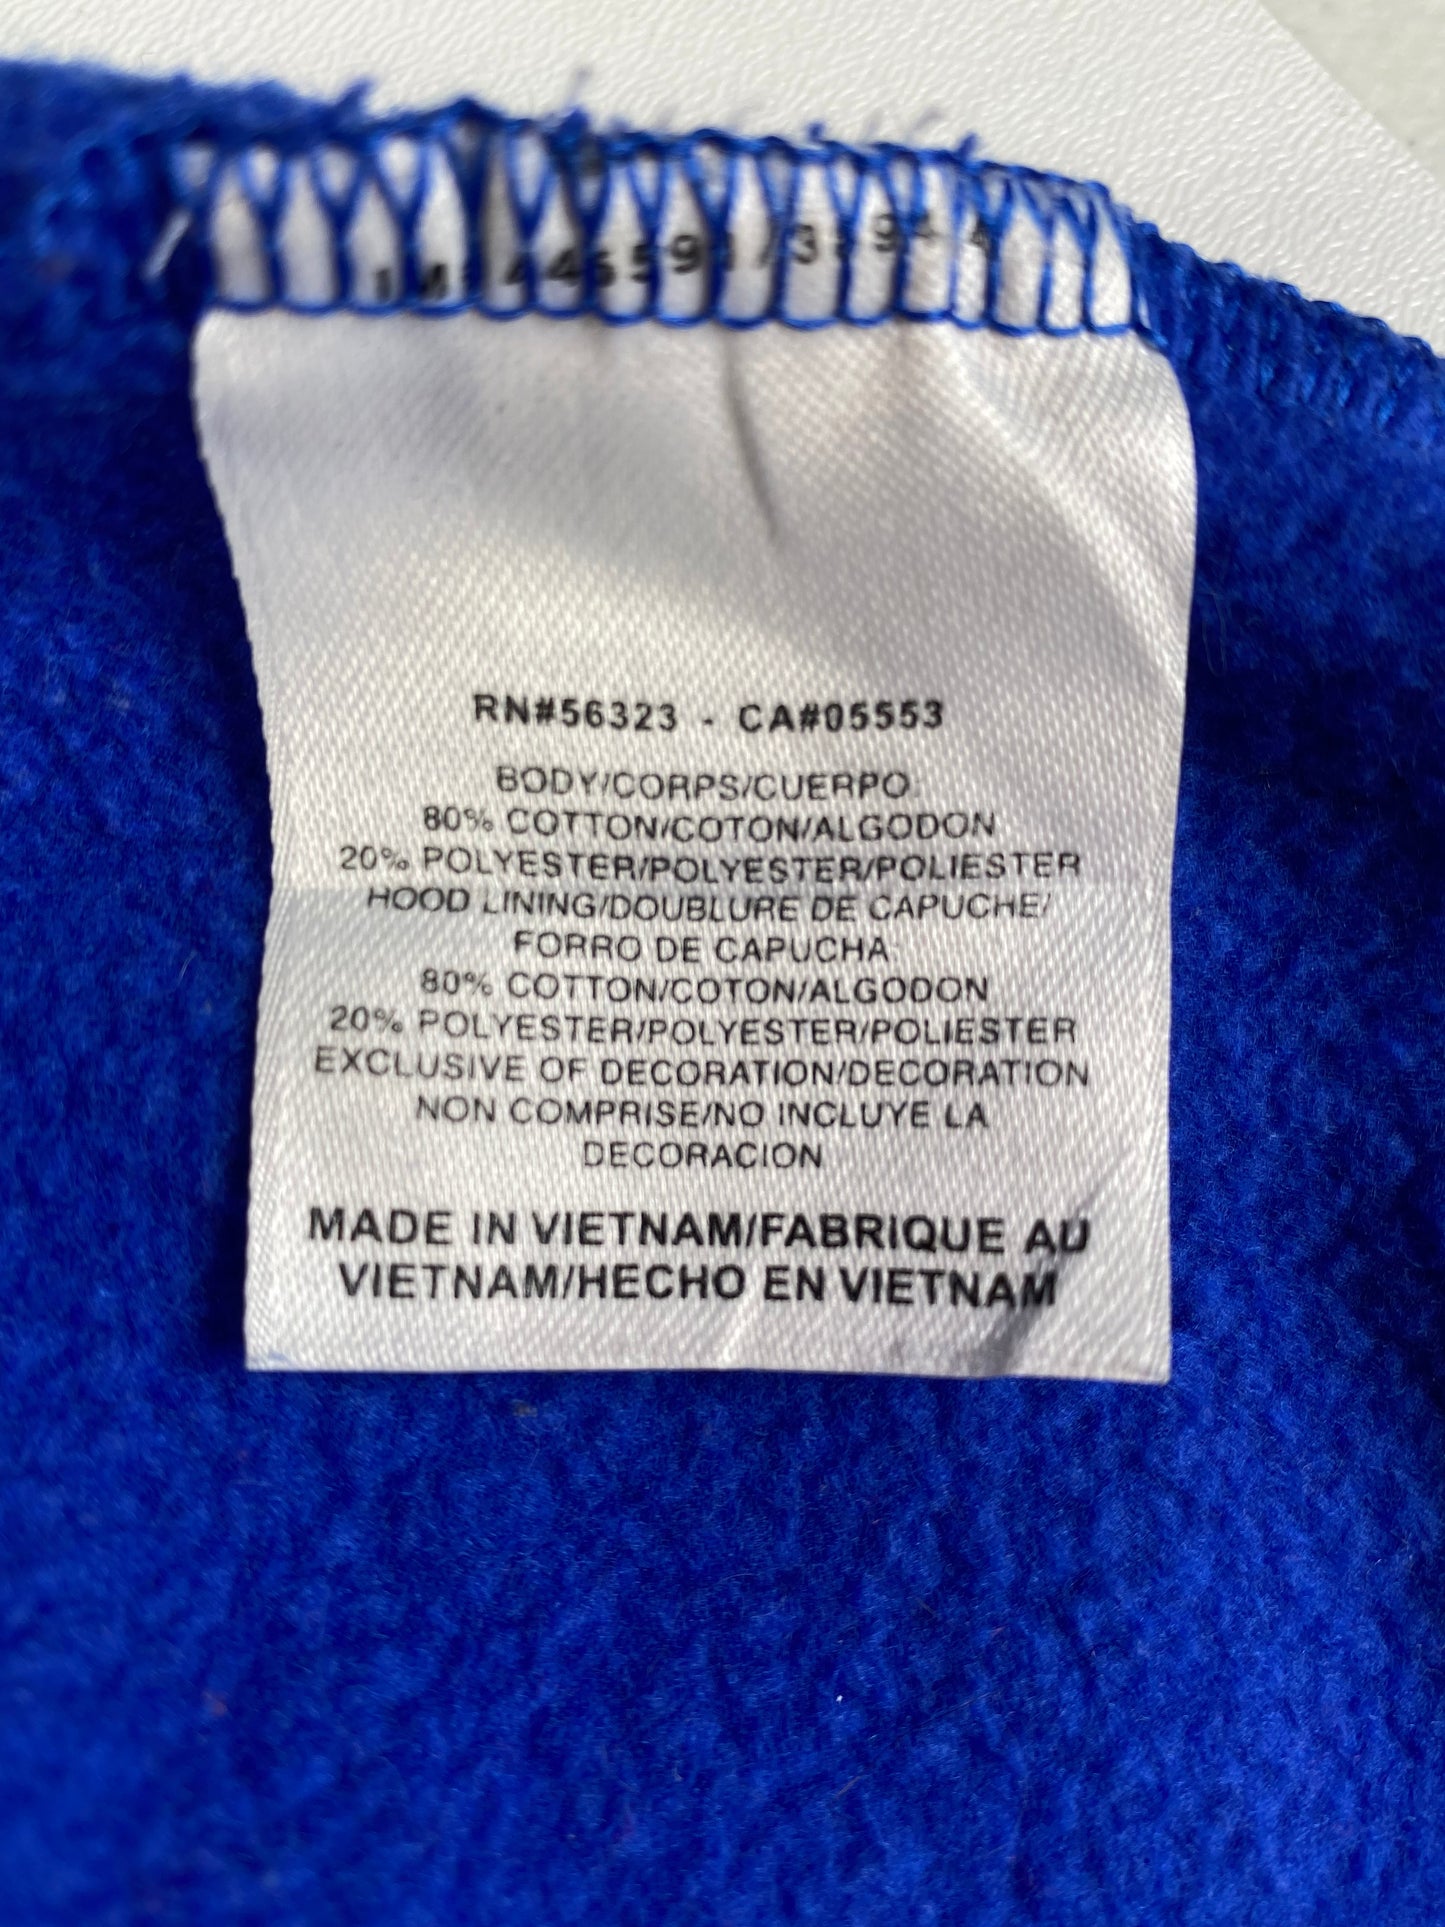 RN#56323 - CA#05553
BODY/CORPS/CUERPO:
80% COTTON/COTON/ALGODON
20% POLYESTER/POLYESTER/POLIESTER
HOOD LINING/DOUBLURE DE CAPUCHE/
FORRO DE CAPUCHA:
80% COTTON/COTON/ALGODON
20% POLYESTER/POLYESTER/POLIESTER
EXCLUSIVE OF DECORATION/DECORATION
NON COMPRISE/NO INCLUYE LA
DECORACION
MADE IN VIETNAM/FABRIQUE AU
VIETNAM/HECHO EN VIETNAM